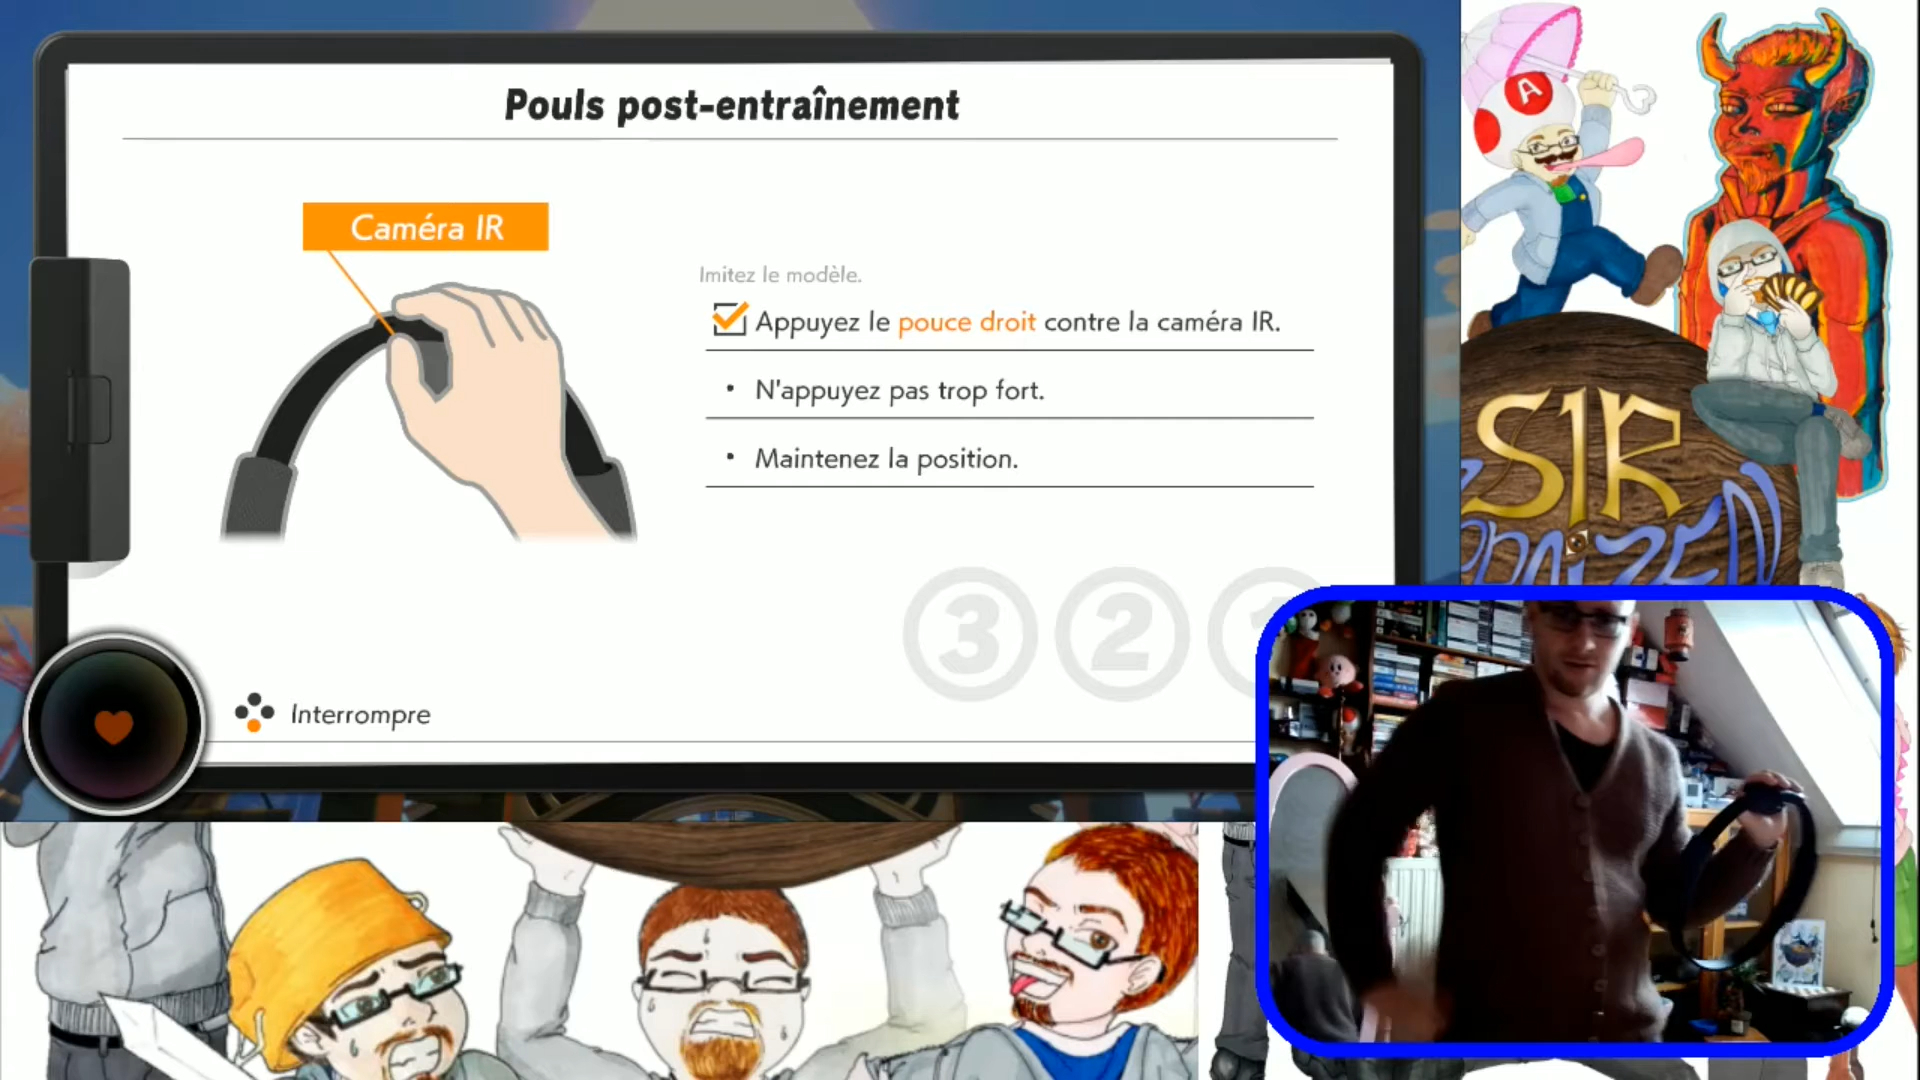 Pouls post-entraînement
Caméra IR
Imitez le modèle.
Appuyez le pouce droit contre la caméra IR.
• N'appuyez pas trop fort.
• Maintenez la position.
3 2 1
Interrompre
A
SIR